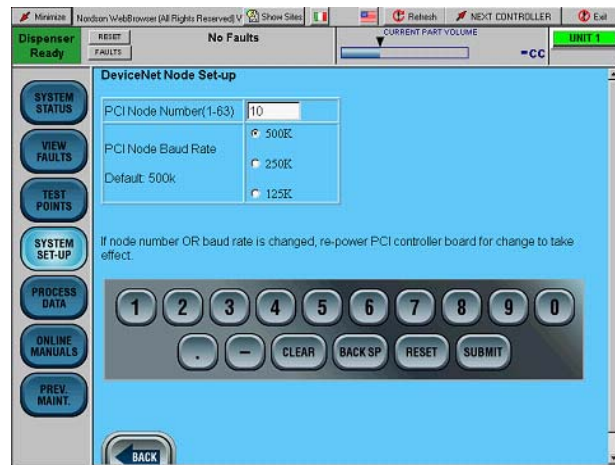 Minimize
Nordson WebBrowser (All Rights Reserved) V
Show Sites
Refresh
NEXT CONTROLLER
Exit
Dispenser
Ready
RESET
FAULTS
No Faults
CURRENT PART VOLUME
-CC
UNIT 1
SYSTEM
STATUS
VIEW
FAULTS
TEST
POINTS
SYSTEM
SET-UP
PROCESS
DATA
ONLINE
MANUALS
PREV.
MAINT.
DeviceNet Node Set-up
PCI Node Number(1-63)
10
PCI Node Baud Rate
Default: 500k
500K
250K
125K
If node number OR baud rate is changed, re-power PCI controller board for change to take
effect.
1 2 3 4 5 6 7 8 9 0
. - CLEAR BACK SP RESET SUBMIT
BACK